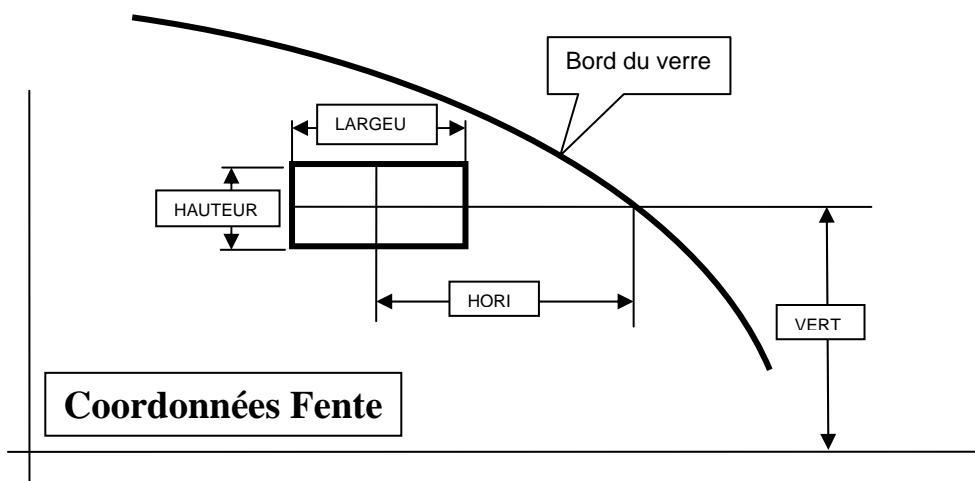 Bord du verre
LARGEU
HAUTEUR
HORI
VERT
Coordonnées Fente